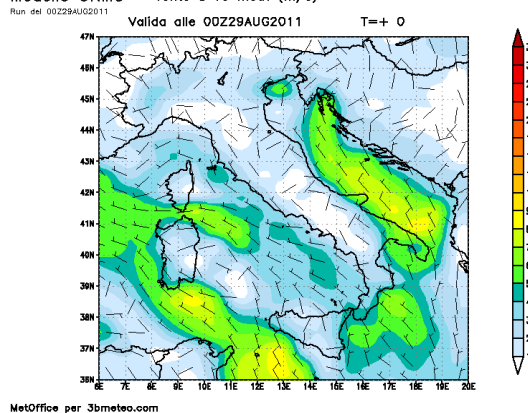 Run del 00Z29AUG2011
Valida alle 00Z29AUG2011 T=+ 0
47N
46N
45N
44N
43N
42N
41N
40N
39N
38N
37N
36N
6E 7E 8E 9E 10E 11E 12E 13E 14E 15E 16E 17E 18E 19E 20E
MetOffice per 3bmeteo.com